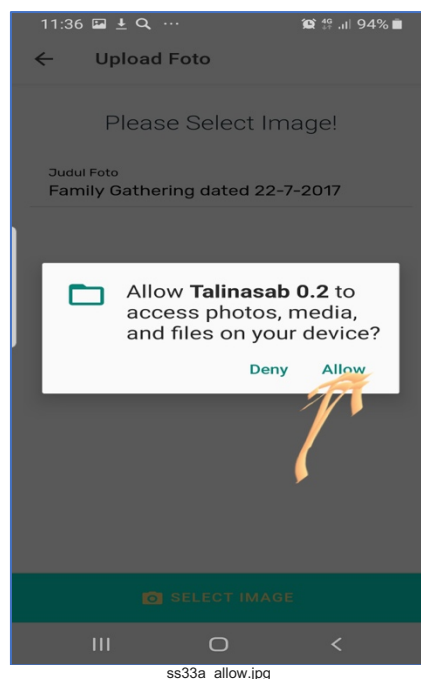 11:36 ... 4G 94%
Upload Foto
Please Select Image!
Judul Foto
Family Gathering dated 22-7-2017
Allow Talinasab 0.2 to
access photos, media,
and files on your device?
Deny Allow
SELECT IMAGE
ss33a_allow.jpg